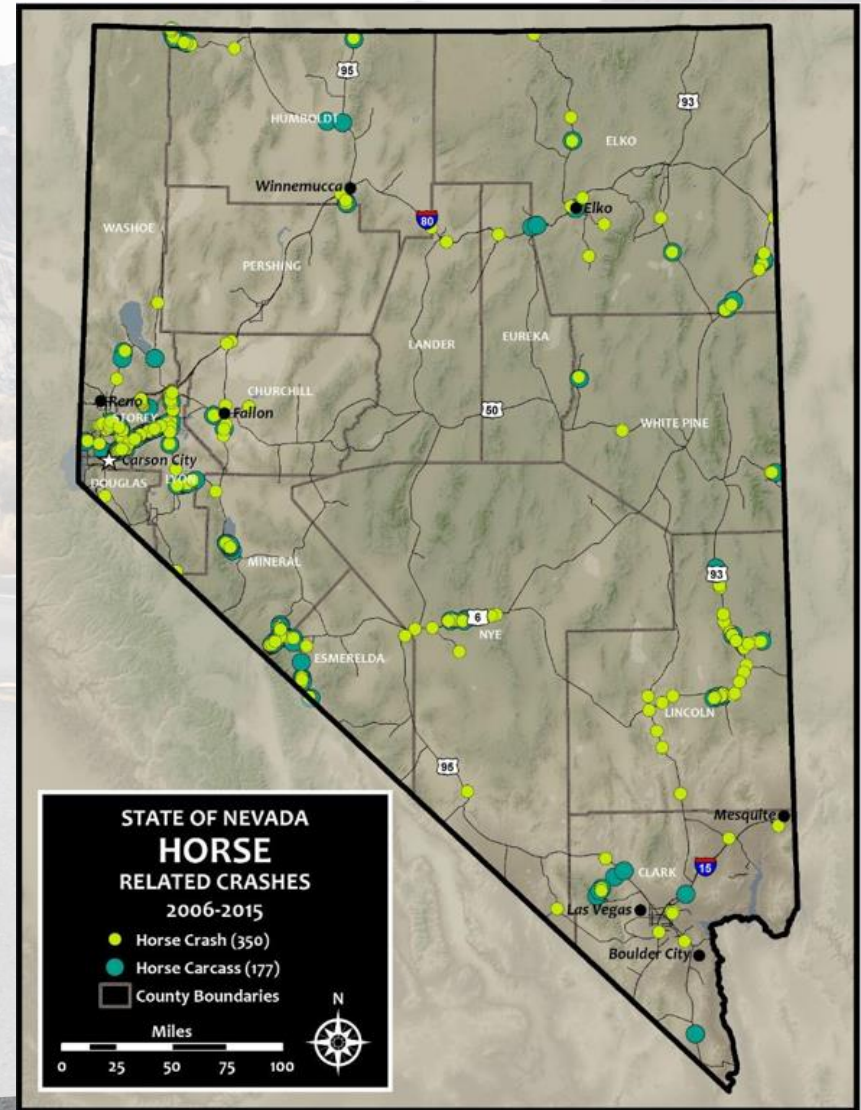 95
93
HUMBOLDT
ELKO
Winnemucca
80
Elko
WASHOE
PERSHING
LANDER
EUREKA
CHURCHILL
Reno
Fallon
50
STOREY
WHITE PINE
Carson City
DOUGLAS
LYON
MINERAL
93
6
NYE
ESMERELDA
LINCOLN
95
Mesquite
15
CLARK
Las Vegas
Boulder City
STATE OF NEVADA
HORSE
RELATED CRASHES
2006-2015
Horse Crash (350)
Horse Carcass (177)
County Boundaries
N
Miles
0 25 50 75 100